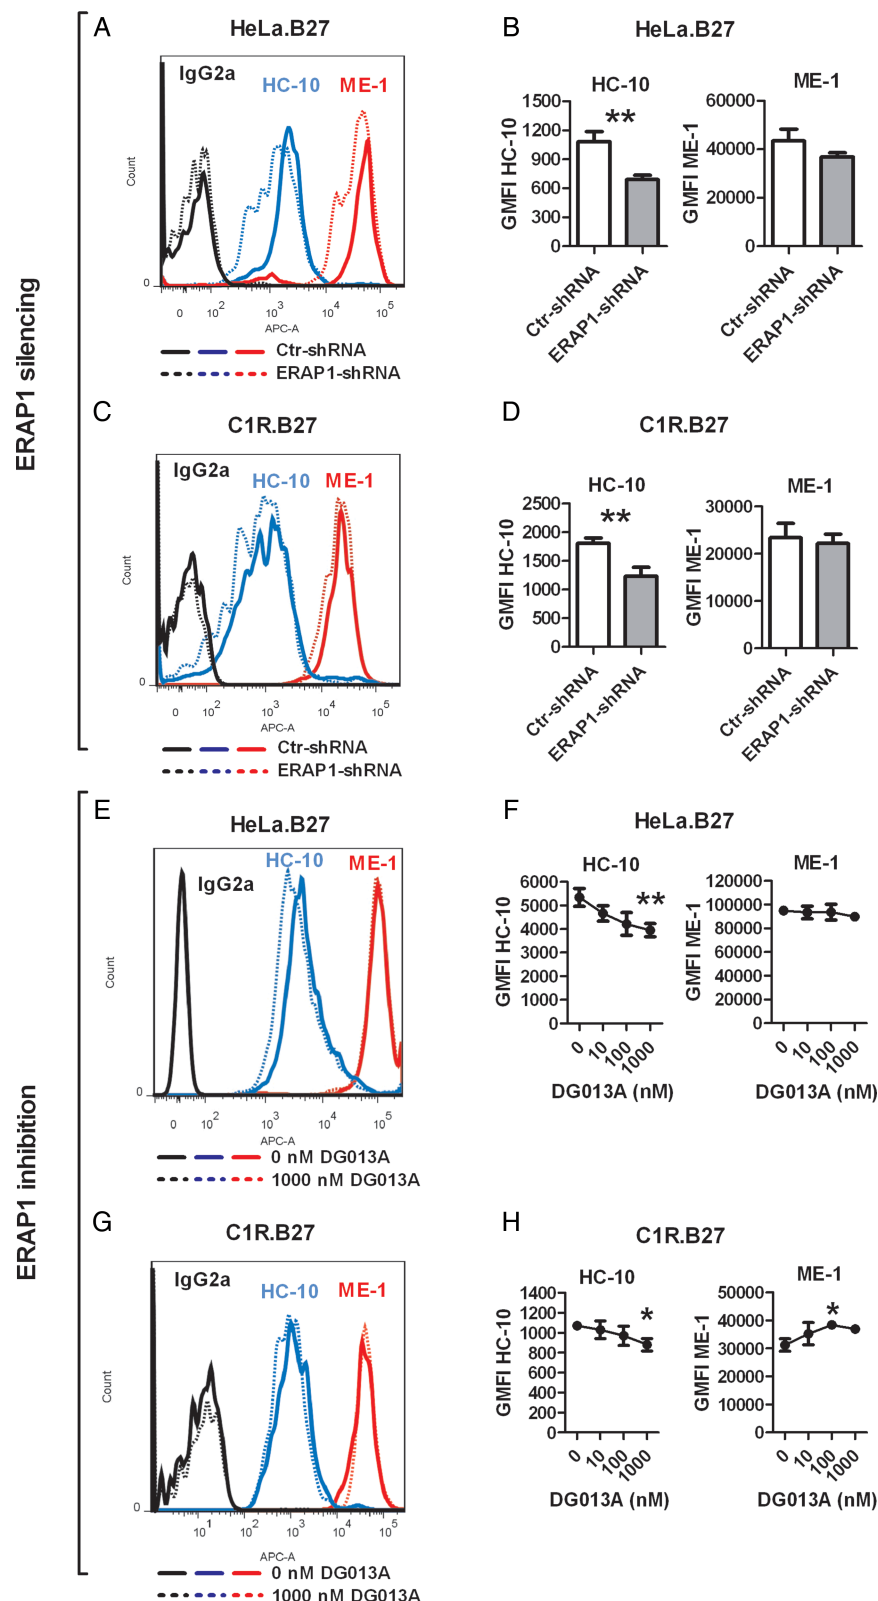 ERAP1 silencing
A
HeLa.B27
IgG2a
HC-10
ME-1
Count
0
0 10² 10³ 10⁴ 10⁵
APC-A
Ctr-shRNA
ERAP1-shRNA
B
HeLa.B27
HC-10
**
GMFI HC-10
1500
1200
900
600
300
0
Ctr-shRNA
ERAP1-shRNA
ME-1
GMFI ME-1
60000
40000
20000
0
Ctr-shRNA
ERAP1-shRNA
C
C1R.B27
IgG2a
HC-10
ME-1
Count
0
0 10² 10³ 10⁴ 10⁵
APC-A
Ctr-shRNA
ERAP1-shRNA
D
C1R.B27
HC-10
**
GMFI HC-10
2500
2000
1500
1000
500
0
Ctr-shRNA
ERAP1-shRNA
ME-1
GMFI ME-1
30000
20000
10000
0
Ctr-shRNA
ERAP1-shRNA
ERAP1 inhibition
E
HeLa.B27
IgG2a
HC-10
ME-1
Count
0
0 10² 10³ 10⁴ 10⁵
APC-A
0 nM DG013A
1000 nM DG013A
F
HeLa.B27
HC-10
**
GMFI HC-10
6000
5000
4000
3000
2000
1000
0
0 10 100 1000
DG013A (nM)
ME-1
GMFI ME-1
120000
100000
80000
60000
40000
20000
0
0 10 100 1000
DG013A (nM)
G
C1R.B27
IgG2a
HC-10
ME-1
Count
0
10¹ 10² 10³ 10⁴ 10⁵
APC-A
0 nM DG013A
1000 nM DG013A
H
C1R.B27
HC-10
*
GMFI HC-10
1400
1200
1000
800
600
400
200
0
0 10 100 1000
DG013A (nM)
ME-1
*
GMFI ME-1
50000
40000
30000
20000
10000
0
0 10 100 1000
DG013A (nM)